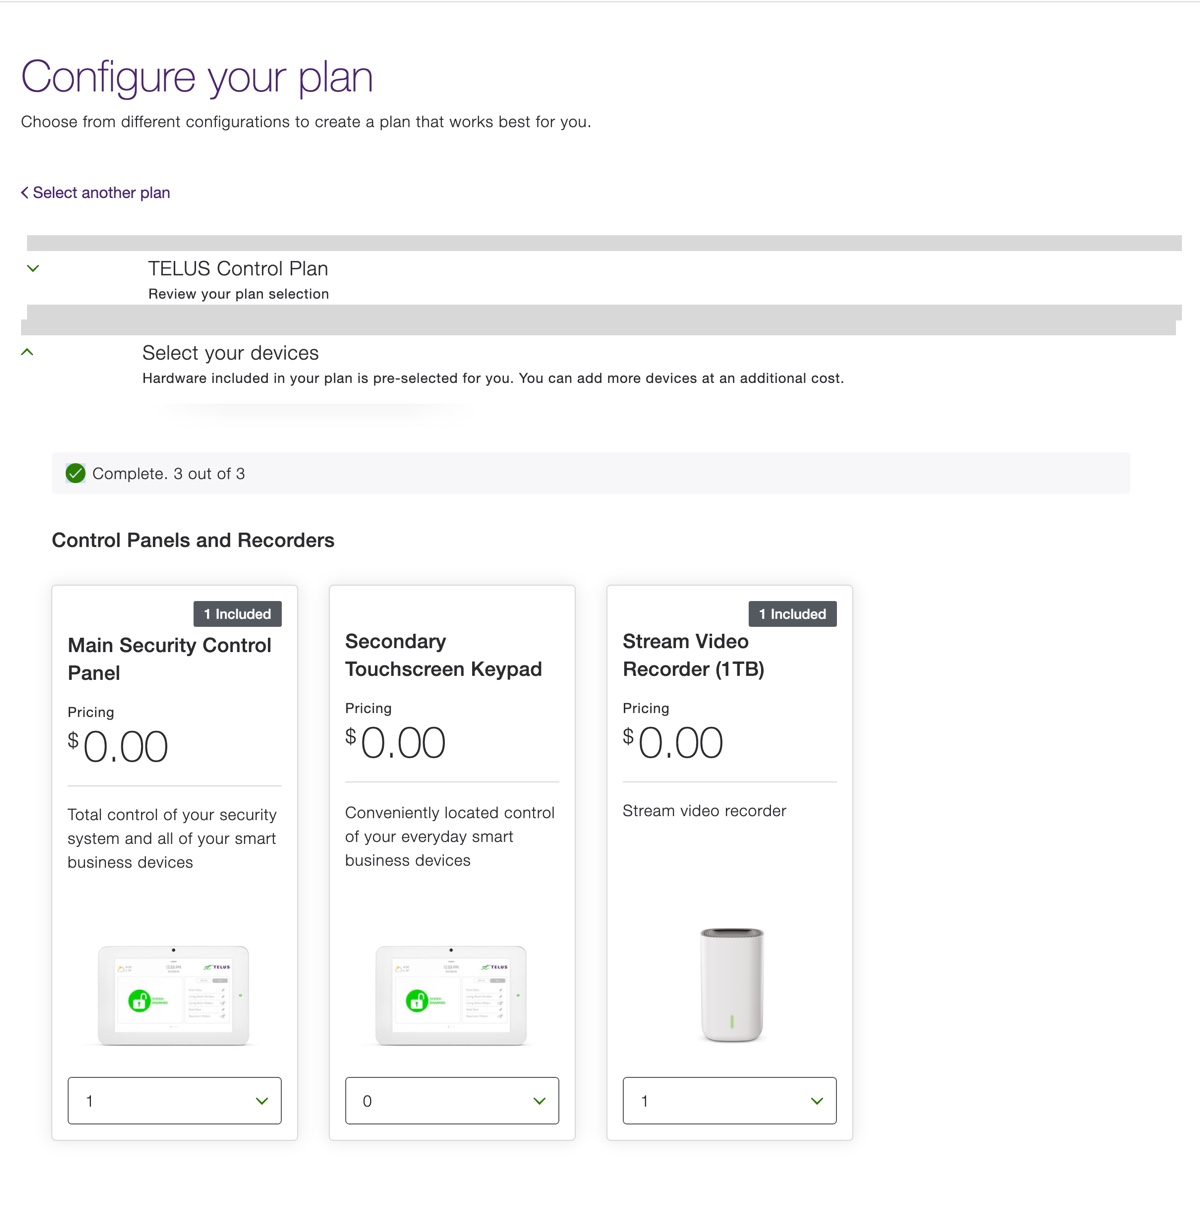 Configure your plan
Choose from different configurations to create a plan that works best for you.
Select another plan
TELUS Control Plan
Review your plan selection
Select your devices
Hardware included in your plan is pre-selected for you. You can add more devices at an additional cost.
Complete. 3 out of 3
Control Panels and Recorders
1 Included
Main Security Control
Panel
Pricing
$0.00
Total control of your security
system and all of your smart
business devices
TELUS
1
Secondary
Touchscreen Keypad
Pricing
$0.00
Conveniently located control
of your everyday smart
business devices
TELUS
0
1 Included
Stream Video
Recorder (1TB)
Pricing
$0.00
Stream video recorder
1